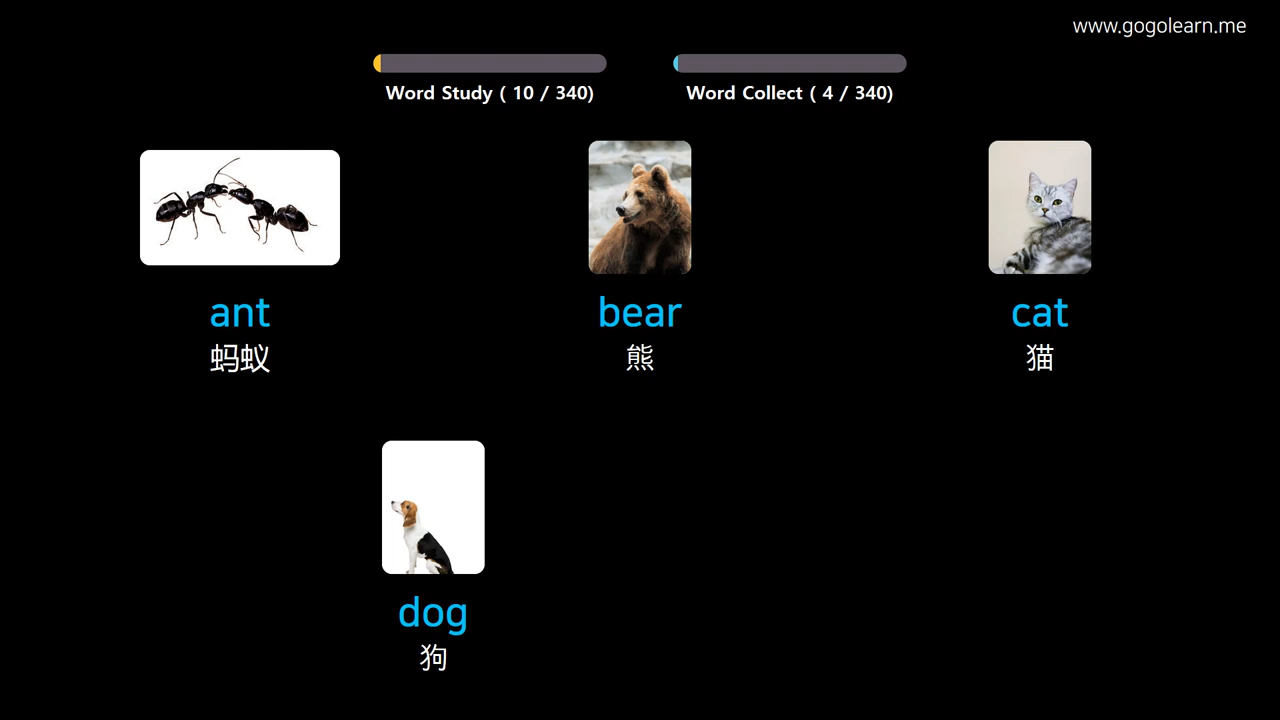 www.gogolearn.me
Word Study ( 10 / 340)
Word Collect ( 4 / 340)
ant
蚂蚁
bear
熊
cat
猫
dog
狗